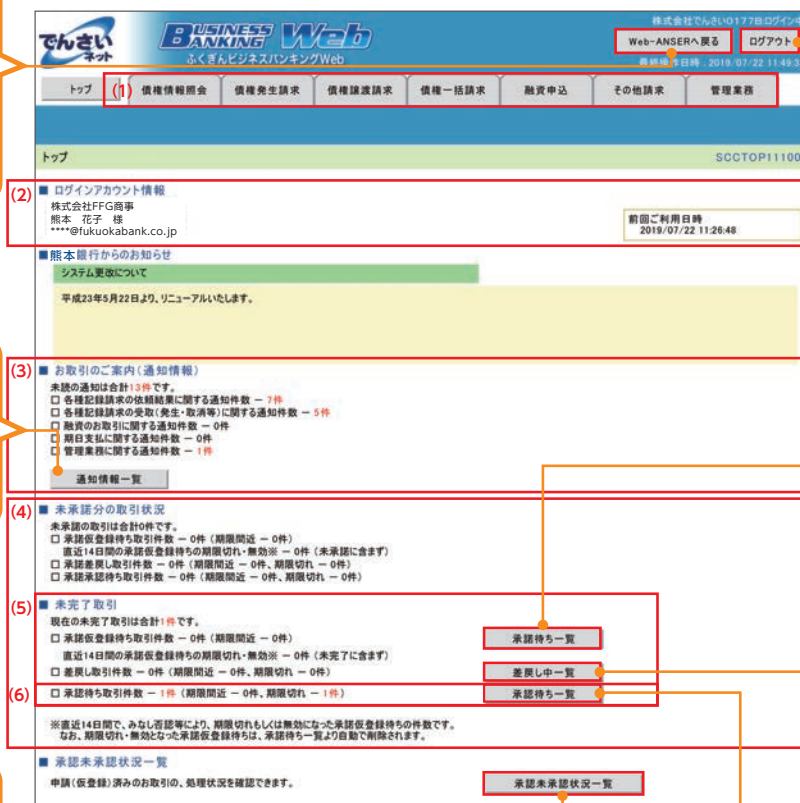 株式会社でんさい0177B:ログイン中
でんさい
ネット
BUSINESS
BANKING Web
ふくぎんビジネスバンキングWeb
Web-ANSERへ戻る
ログアウト
最終操作日時：2019/07/22 11:49:3
トップ
(1)
債権情報照会
債権発生請求
債権譲渡請求
債権一括請求
融資申込
その他請求
管理業務
トップ
SCCTOP11100
(2)
■ ログインアカウント情報
株式会社FFG商事
熊本 花子 様
****@fukuokabank.co.jp
前回ご利用日時
2019/07/22 11:26:48
■熊本銀行からのお知らせ
システム更改について
平成23年5月22日より、リニューアルいたします。
(3)
■ お取引のご案内(通知情報)
未読の通知は合計13件です。
□ 各種記録請求の依頼結果に関する通知件数 － 7件
□ 各種記録請求の受取(発生・取消等)に関する通知件数 － 5件
□ 融資のお取引に関する通知件数 － 0件
□ 期日支払に関する通知件数 － 0件
□ 管理業務に関する通知件数 － 1件
通知情報一覧
(4)
■ 未承諾分の取引状況
未承諾の取引は合計0件です。
□ 承諾仮登録待ち取引件数 － 0件 (期限間近 － 0件)
直近14日間の承諾仮登録待ちの期限切れ・無効※ － 0件 (未承諾に含まず)
□ 承諾差戻し取引件数 － 0件 (期限間近 － 0件、期限切れ － 0件)
□ 承諾承認待ち取引件数 － 0件 (期限間近 － 0件、期限切れ － 0件)
(5)
■ 未完了取引
現在の未完了取引は合計1件です。
□ 承諾仮登録待ち取引件数 － 0件 (期限間近 － 0件)
承諾待ち一覧
直近14日間の承諾仮登録待ちの期限切れ・無効※ － 0件 (未完了に含まず)
□ 差戻し取引件数 － 0件 (期限間近 － 0件、期限切れ － 0件)
差戻し中一覧
(6)
□ 承認待ち取引件数 － 1件 (期限間近 － 0件、期限切れ － 1件)
承認待ち一覧
※直近14日間で、みなし否認等により、期限切れもしくは無効になった承諾仮登録待ちの件数です。
なお、期限切れ・無効となった承諾仮登録待ちは、承諾待ち一覧より自動で削除されます。
■ 承認未承認状況一覧
申請(仮登録)済みのお取引の、処理状況を確認できます。
承認未承認状況一覧